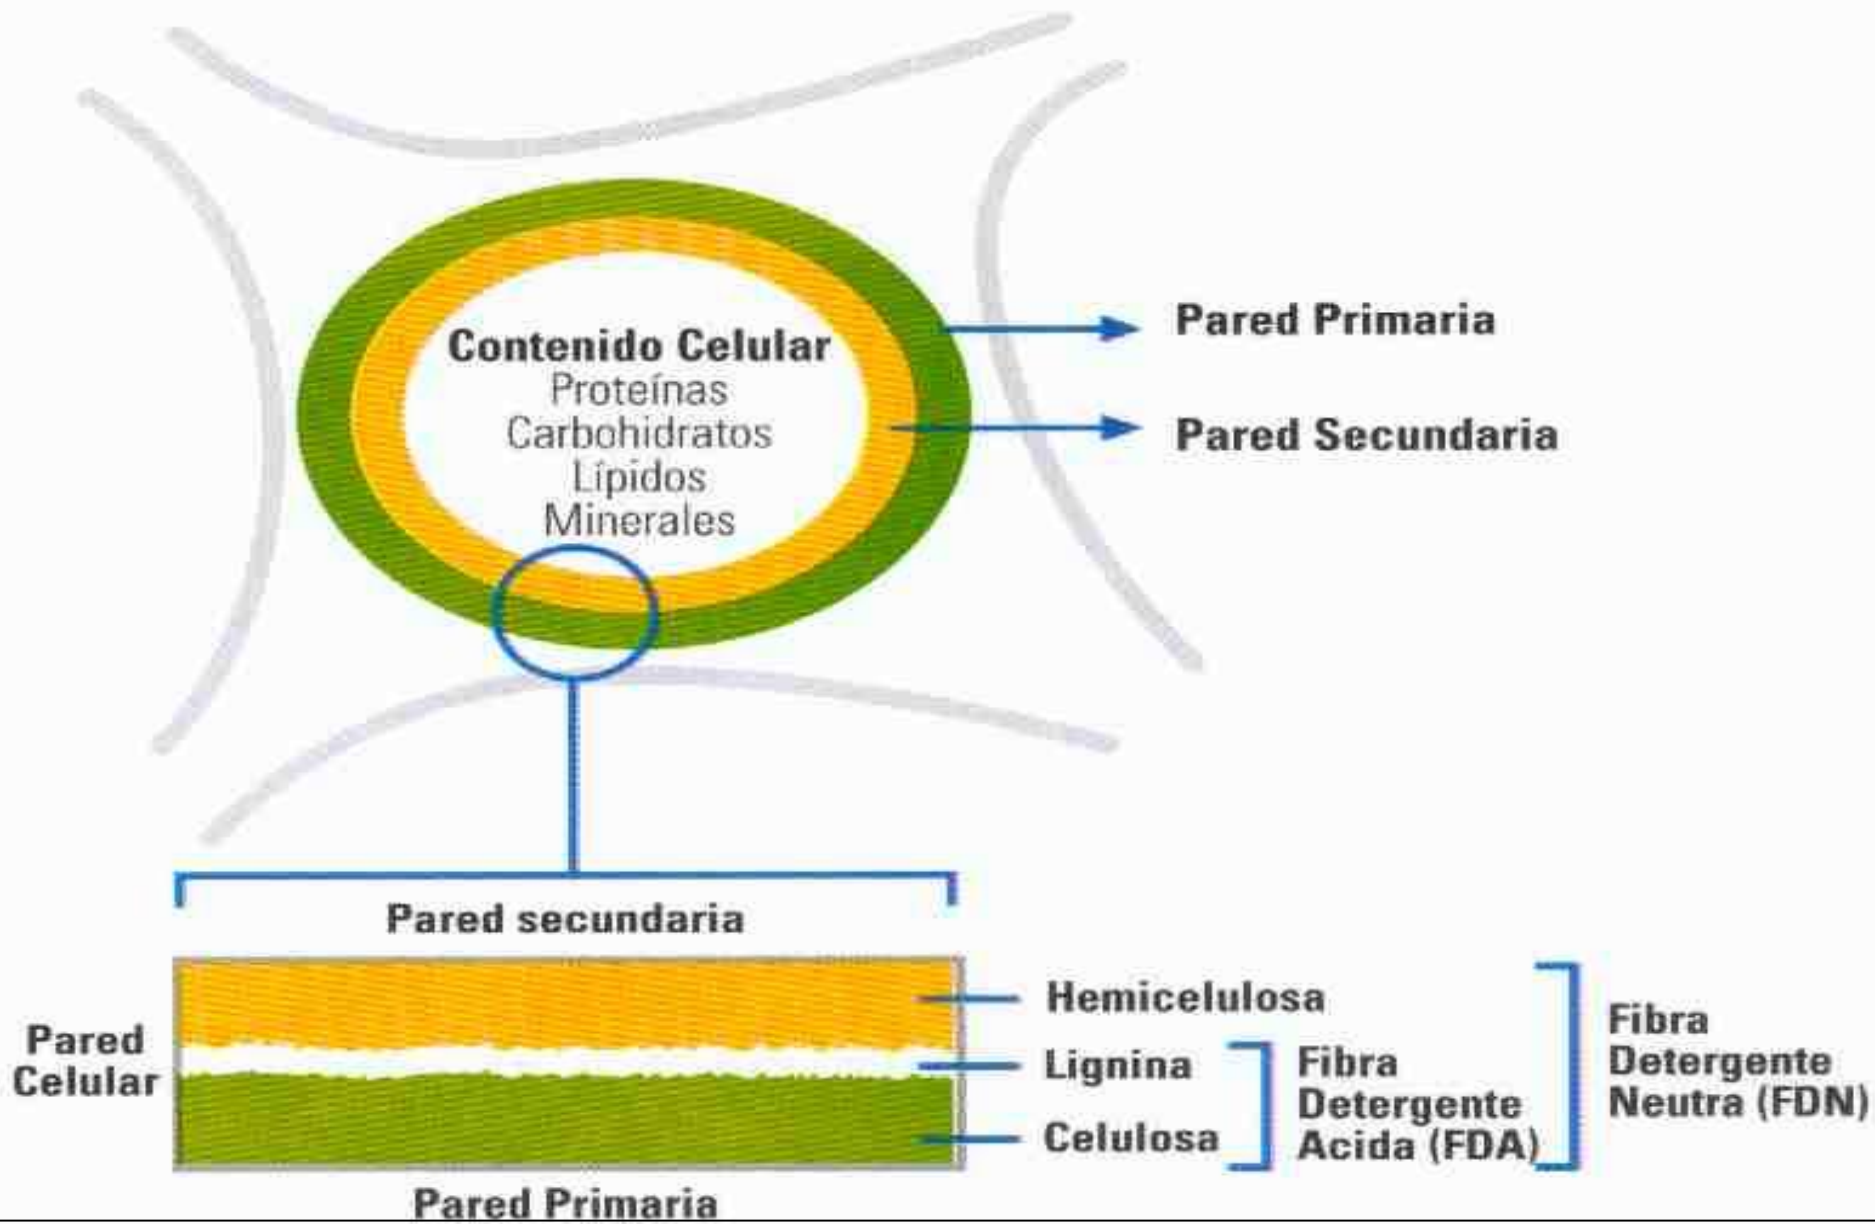 Contenido Celular
Proteínas
Carbohidratos
Lípidos
Minerales
Pared Primaria
Pared Secundaria
Pared secundaria
Pared
Celular
Hemicelulosa
Lignina
Celulosa
Fibra
Detergente
Acida (FDA)
Fibra
Detergente
Neutra (FDN)
Pared Primaria